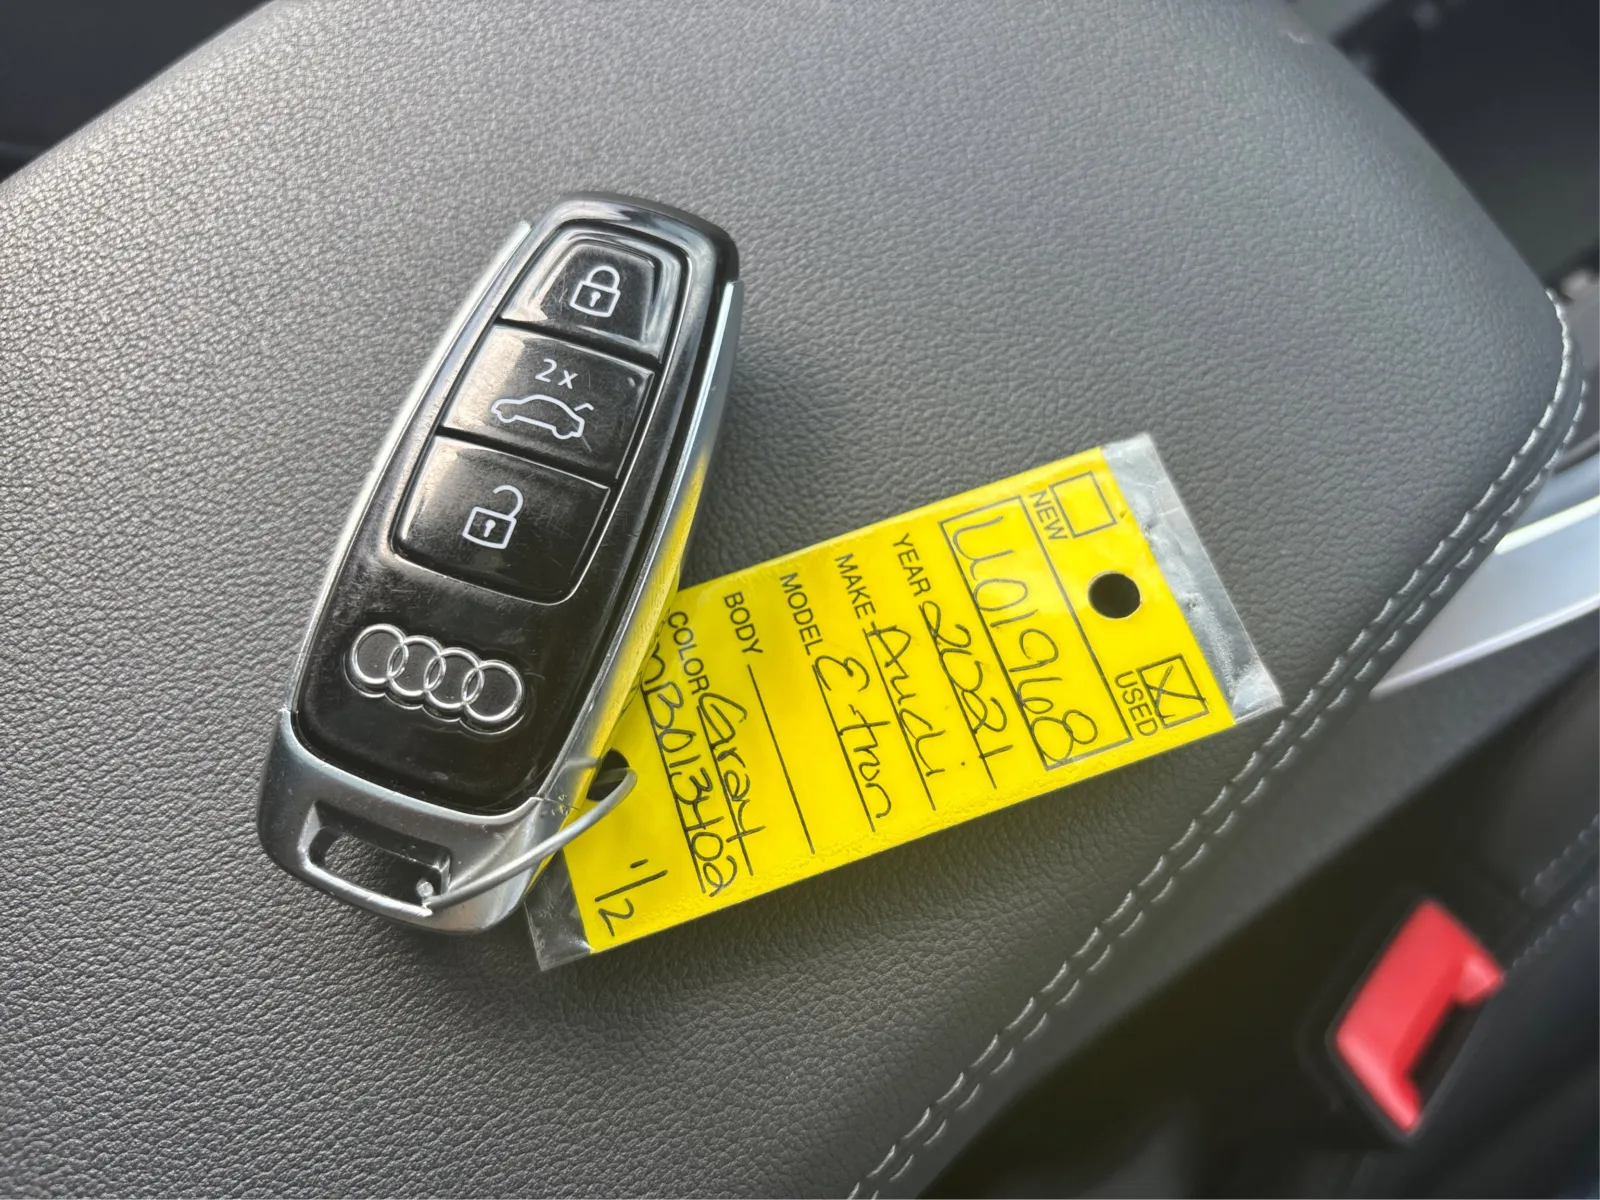 2x
NEW
USED
U01968
YEAR 2021
MAKE Audi
MODEL E-tron
BODY
COLOR Gray
MB013402
1/2